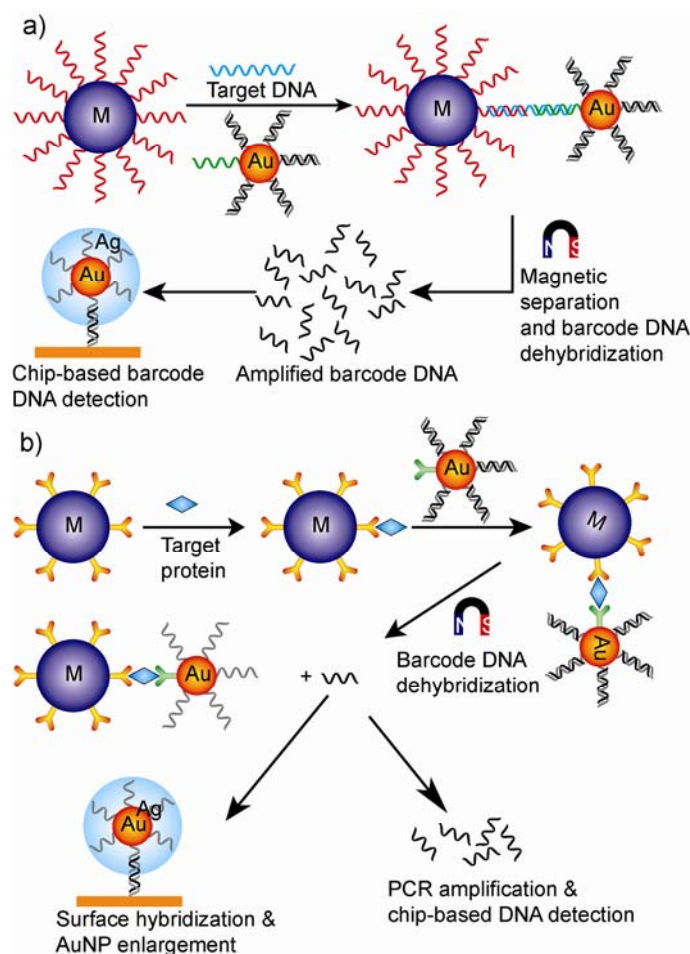 a)
M
Target DNA
Au
M
Au
Ag
Au
N S
Magnetic
separation
and barcode DNA
dehybridization
Chip-based barcode
DNA detection
Amplified barcode DNA
b)
M
Target
protein
M
Au
M
Au
M
Au
+
N S
Barcode DNA
dehybridization
Ag
Au
Surface hybridization &
AuNP enlargement
PCR amplification &
chip-based DNA detection